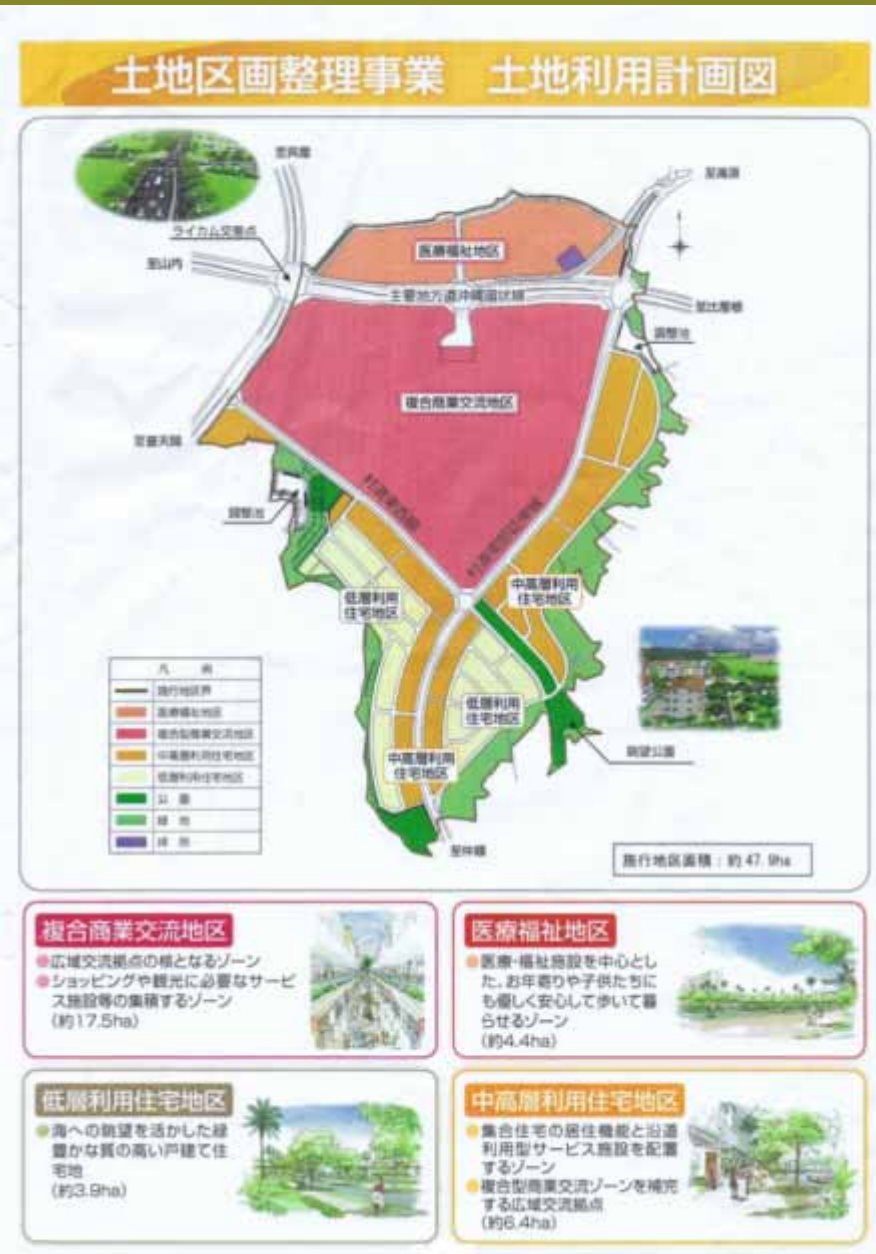 土地区画整理事業 土地利用計画図
至呉屋
至高原
ライカム交差点
至山内
医療福祉地区
主要地方道沖縄環状線
至比屋根
調整池
複合商業交流地区
至普天間
調整池
中高層利用
住宅地区
低層利用
住宅地区
低層利用
住宅地区
中高層利用
住宅地区
眺望公園
至仲順
凡 例
施行地区界
医療福祉地区
複合型商業交流地区
中高層利用住宅地区
低層利用住宅地区
公 園
緑 地
施行地区面積:約47.9ha
複合商業交流地区
●広域交流拠点の核となるゾーン
●ショッピングや観光に必要なサービ
ス施設等の集積するゾーン
(約17.5ha)
医療福祉地区
●医療・福祉施設を中心とし
た、お年寄りや子供たちに
も優しく安心して歩いて暮
らせるゾーン
(約4.4ha)
低層利用住宅地区
●海への眺望を活かした緑
豊かな質の高い戸建て住
宅地
(約3.9ha)
中高層利用住宅地区
●集合住宅の居住機能と沿道
利用型サービス施設を配置
するゾーン
●複合型商業交流ゾーンを補完
する広域交流拠点
(約6.4ha)